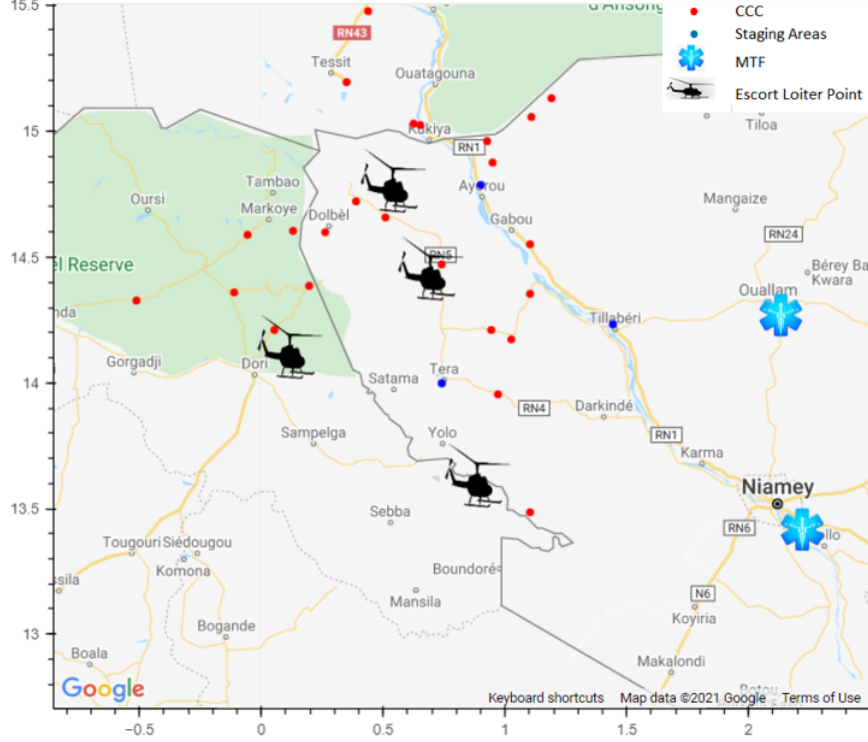 15.5
d'Ansong
CCC
RN43
Staging Areas
Tessit
MTF
Ouatagouna
Escort Loiter Point
15
Kukiya
Tiloa
RN1
Tambao
Ayorou
Oursi
Markoye
Dolbèl
Mangaize
Gabou
RN24
14.5
RN5
el Reserve
Bérey Ba
Kwara
Ouallam
nda
Tillabéri
Gorgadji
Dori
Tera
14
Satama
RN4
Darkindé
Sampelga
Yolo
RN1
Karma
Niamey
13.5
Sebba
RN6
llo
Tougouri
Siédougou
Komona
Boundoré
ssila
Mansila
N6
Koyiria
13
Bogande
Boala
Makalondi
Google
Keyboard shortcuts
Map data ©2021 Google
Terms of Use
−0.5
0
0.5
1
1.5
2